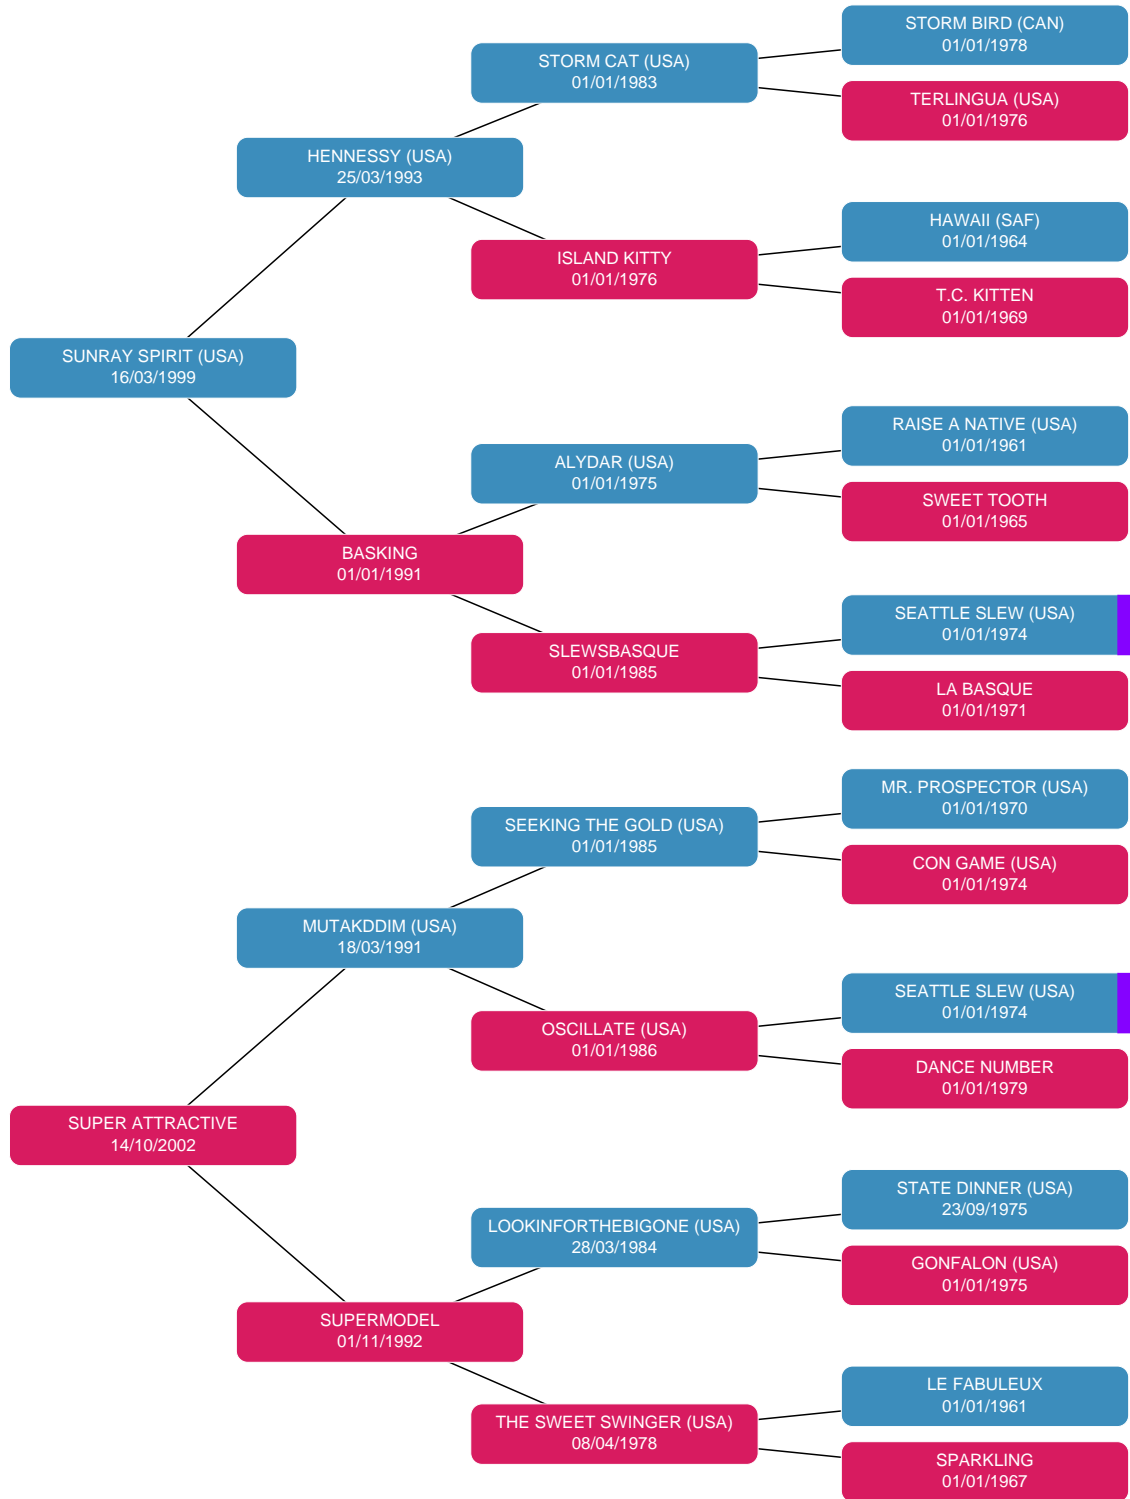 STORM BIRD (CAN)
01/01/1978
STORM CAT (USA)
01/01/1983
TERLINGUA (USA)
01/01/1976
HENNESSY (USA)
25/03/1993
HAWAII (SAF)
01/01/1964
ISLAND KITTY
01/01/1976
T.C. KITTEN
01/01/1969
SUNRAY SPIRIT (USA)
16/03/1999
RAISE A NATIVE (USA)
01/01/1961
ALYDAR (USA)
01/01/1975
SWEET TOOTH
01/01/1965
BASKING
01/01/1991
SEATTLE SLEW (USA)
01/01/1974
SLEWSBASQUE
01/01/1985
LA BASQUE
01/01/1971
MR. PROSPECTOR (USA)
01/01/1970
SEEKING THE GOLD (USA)
01/01/1985
CON GAME (USA)
01/01/1974
MUTAKDDIM (USA)
18/03/1991
SEATTLE SLEW (USA)
01/01/1974
OSCILLATE (USA)
01/01/1986
DANCE NUMBER
01/01/1979
SUPER ATTRACTIVE
14/10/2002
STATE DINNER (USA)
23/09/1975
LOOKINFORTHEBIGONE (USA)
28/03/1984
GONFALON (USA)
01/01/1975
SUPERMODEL
01/11/1992
LE FABULEUX
01/01/1961
THE SWEET SWINGER (USA)
08/04/1978
SPARKLING
01/01/1967